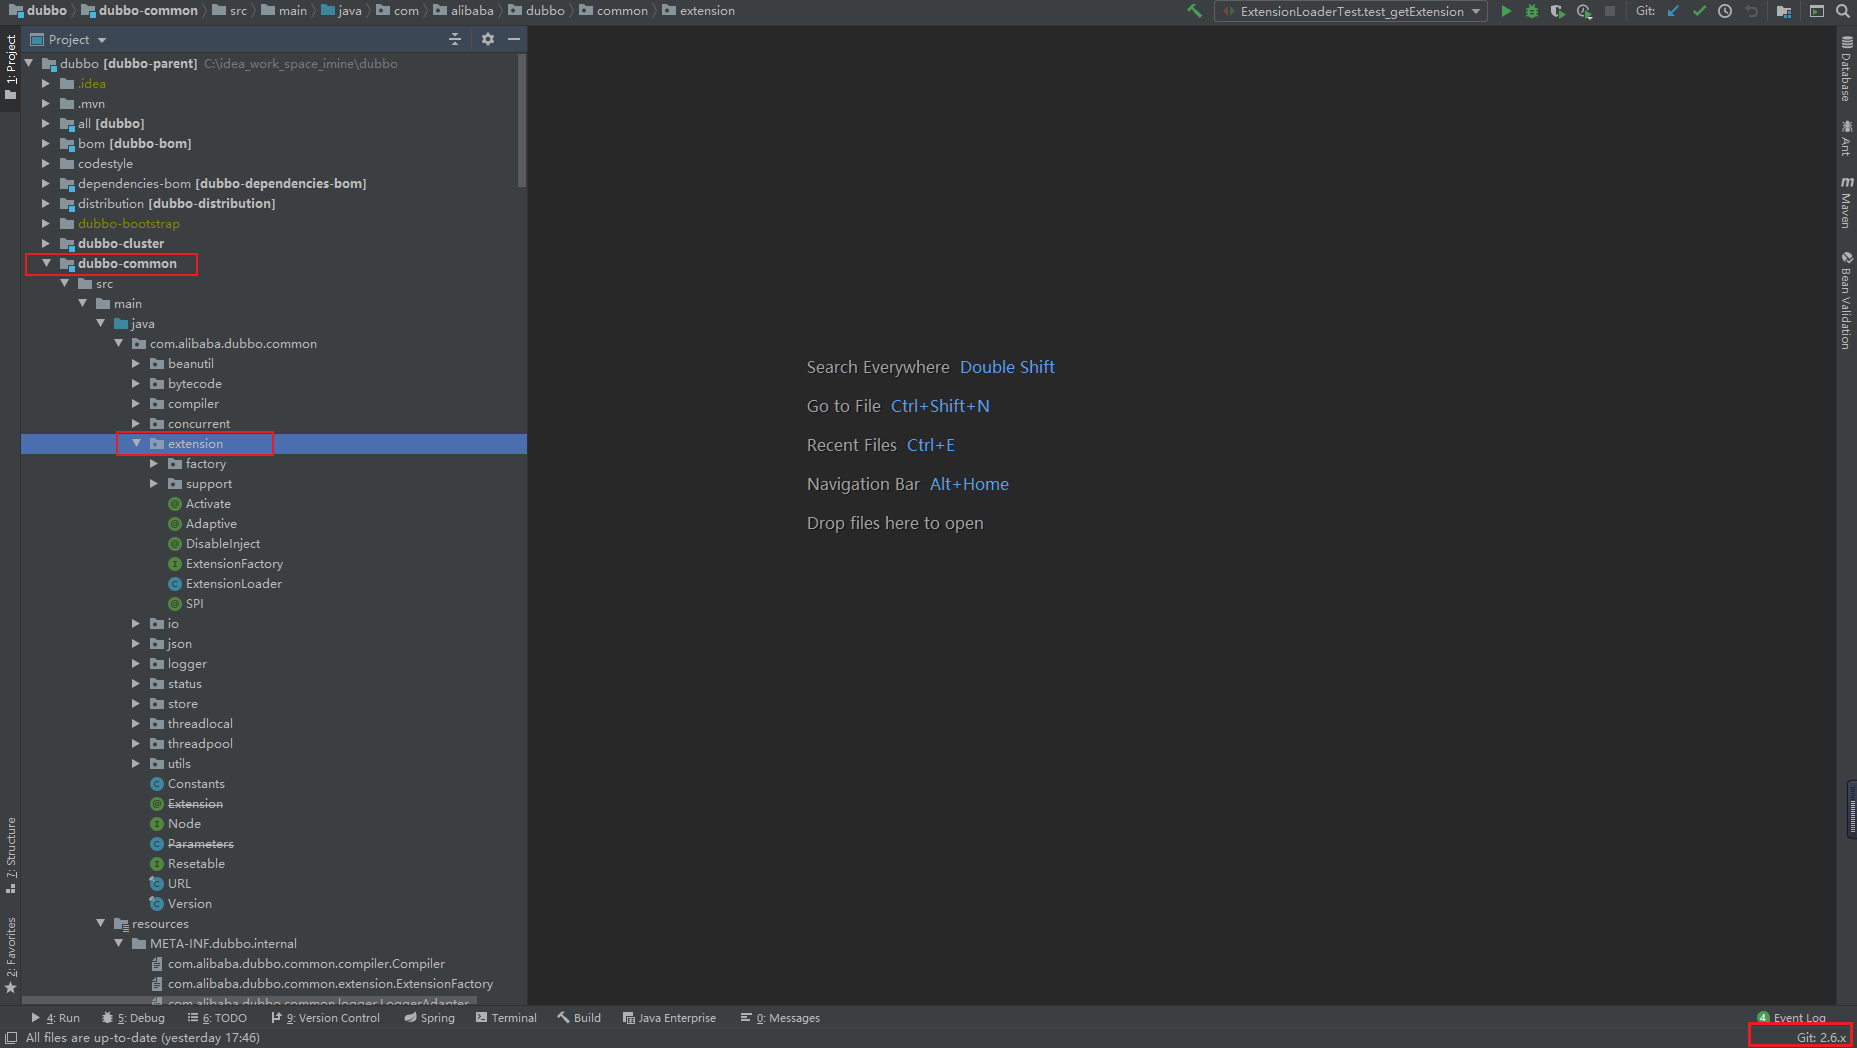 dubbo dubbo-common src main java com alibaba dubbo common extension
ExtensionLoaderTest.test_getExtension
Git:
Project
dubbo [dubbo-parent] C:\idea_work_space_imine\dubbo
.idea
.mvn
all [dubbo]
bom [dubbo-bom]
codestyle
dependencies-bom [dubbo-dependencies-bom]
distribution [dubbo-distribution]
dubbo-bootstrap
dubbo-cluster
dubbo-common
src
main
java
com.alibaba.dubbo.common
beanutil
bytecode
compiler
concurrent
extension
factory
support
Activate
Adaptive
DisableInject
ExtensionFactory
ExtensionLoader
SPI
io
json
logger
status
store
threadlocal
threadpool
utils
Constants
Extension
Node
Parameters
Resetable
URL
Version
resources
META-INF.dubbo.internal
com.alibaba.dubbo.common.compiler.Compiler
com.alibaba.dubbo.common.extension.ExtensionFactory
com.alibaba.dubbo.common.logger.LoggerAdapter
1: Project
7: Structure
2: Favorites
Search Everywhere Double Shift
Go to File Ctrl+Shift+N
Recent Files Ctrl+E
Navigation Bar Alt+Home
Drop files here to open
Database
Ant
m Maven
Bean Validation
4: Run 5: Debug 6: TODO 9: Version Control Spring Terminal Build Java Enterprise 0: Messages
4 Event Log
All files are up-to-date (yesterday 17:46)
Git: 2.6.x